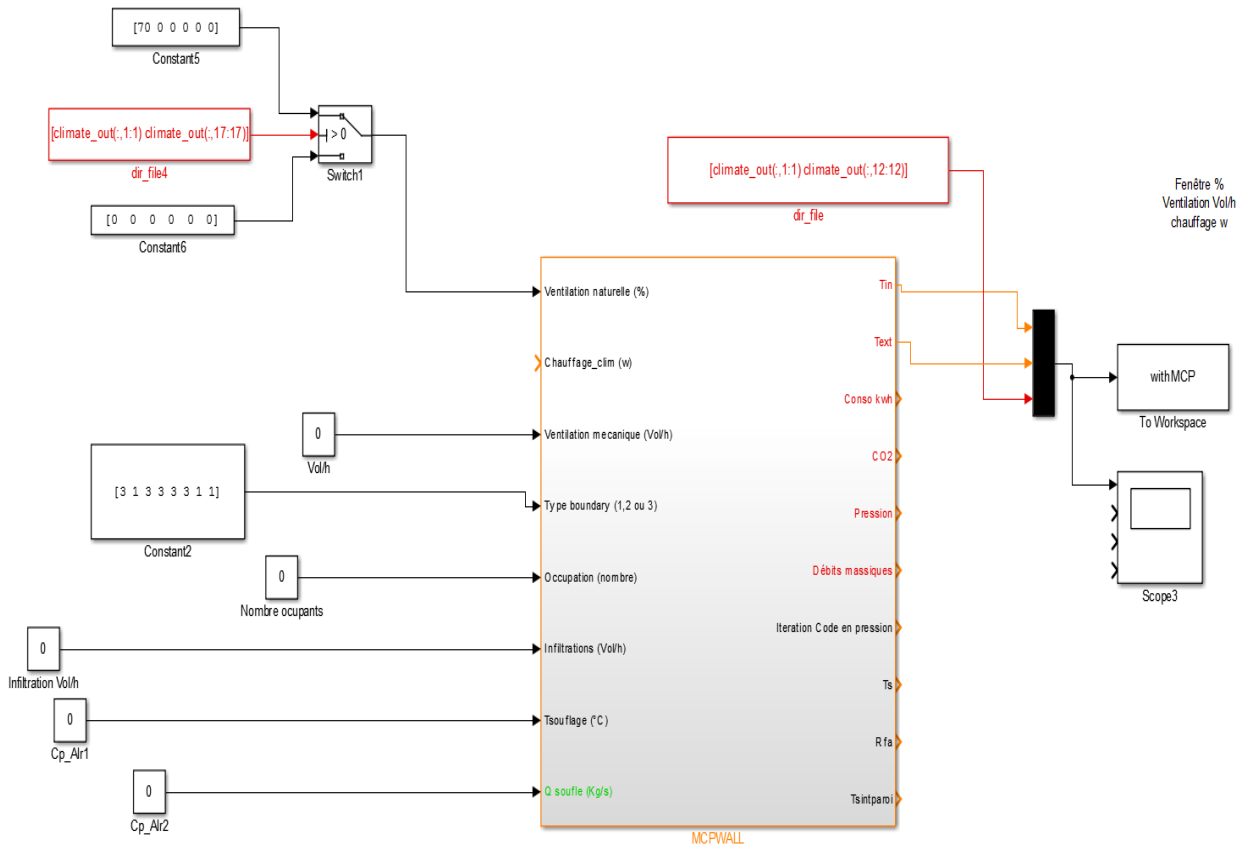 [70 0 0 0 0 0]
Constant5
[climate_out(:,1:1) climate_out(:,17:17)]
dir_file4
> 0
Switch1
[0 0 0 0 0 0]
Constant6
[climate_out(:,1:1) climate_out(:,12:12)]
dir_file
Fenêtre %
Ventilation Vol/h
chauffage w
Ventilation naturelle (%)
Chauffage_clim (w)
Ventilation mecanique (Vol/h)
Type boundary (1,2 ou 3)
Occupation (nombre)
Infiltrations (Vol/h)
Tsouflage (°C)
Q soufle (Kg/s)
Tin
Text
Conso kwh
CO2
Pression
Débits massiques
Iteration Code en pression
Ts
Rfa
Tsintparoi
MCPWALL
0
Vol/h
[3 1 3 3 3 3 1 1]
Constant2
0
Nombre ocupants
0
Infiltration Vol/h
0
Cp_AIr1
0
Cp_AIr2
withMCP
To Workspace
Scope3